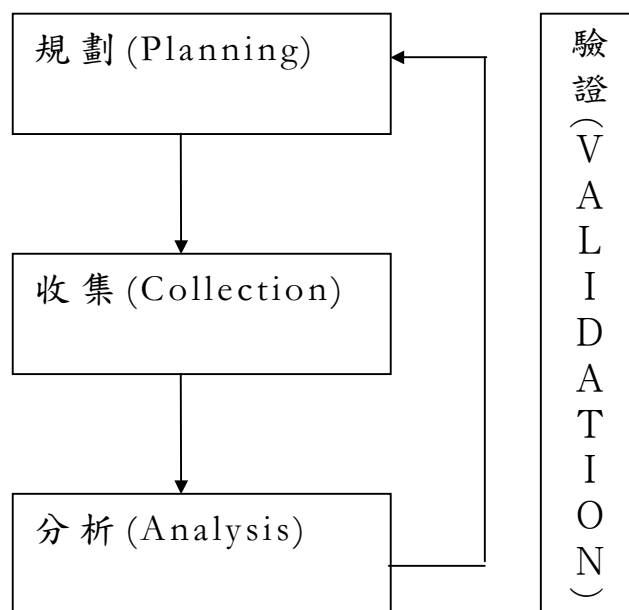 規劃(Planning)
收集(Collection)
分析(Analysis)
驗證(VALIDATION)